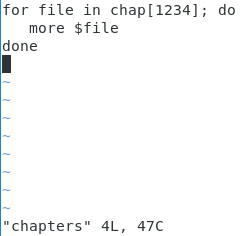 for file in chap[1234]; do
   more $file
done
~
~
~
~
~
~
~
~
"chapters" 4L, 47C